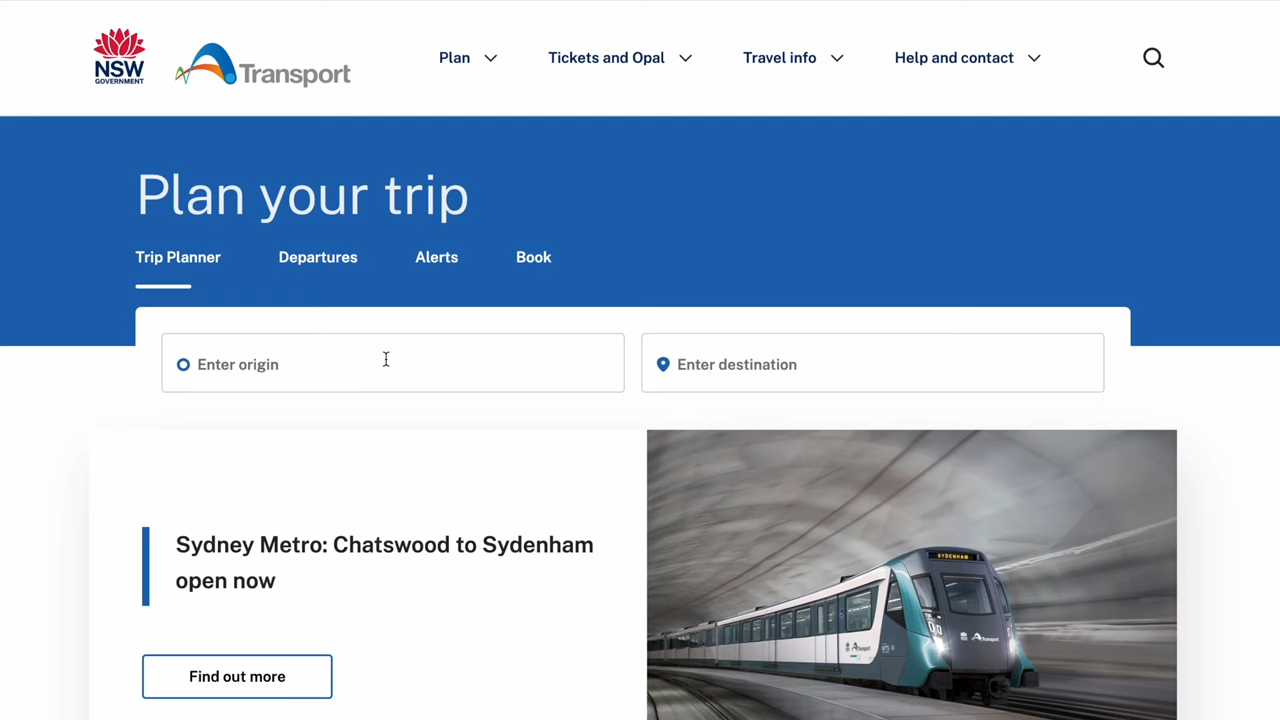 NSW
GOVERNMENT
Transport
Plan
Tickets and Opal
Travel info
Help and contact
Plan your trip
Trip Planner
Departures
Alerts
Book
Enter origin
Enter destination
Sydney Metro: Chatswood to Sydenham
open now
Find out more
SYDENHAM
Transport